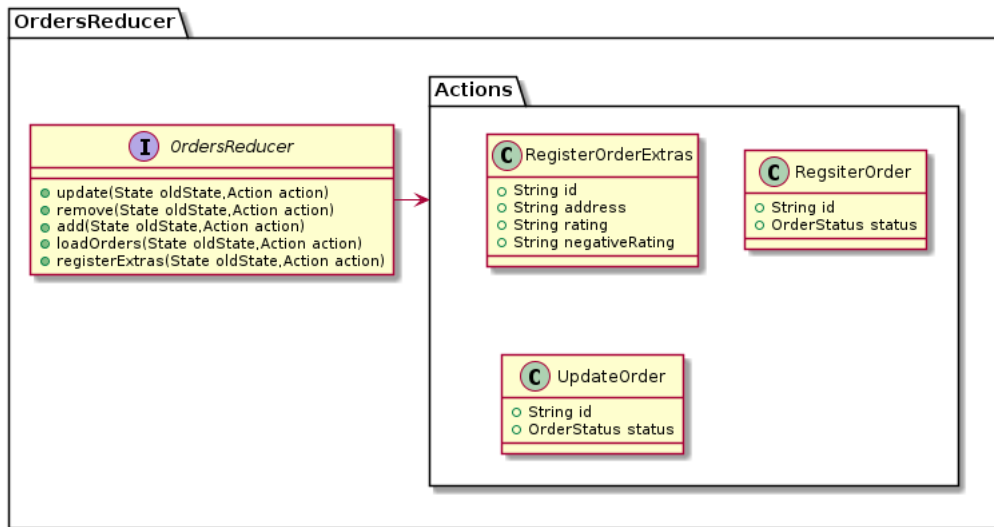 OrdersReducer
Actions
I OrdersReducer
update(State oldState,Action action)
remove(State oldState,Action action)
add(State oldState,Action action)
loadOrders(State oldState,Action action)
registerExtras(State oldState,Action action)
C RegisterOrderExtras
String id
String address
String rating
String negativeRating
C RegsiterOrder
String id
OrderStatus status
C UpdateOrder
String id
OrderStatus status